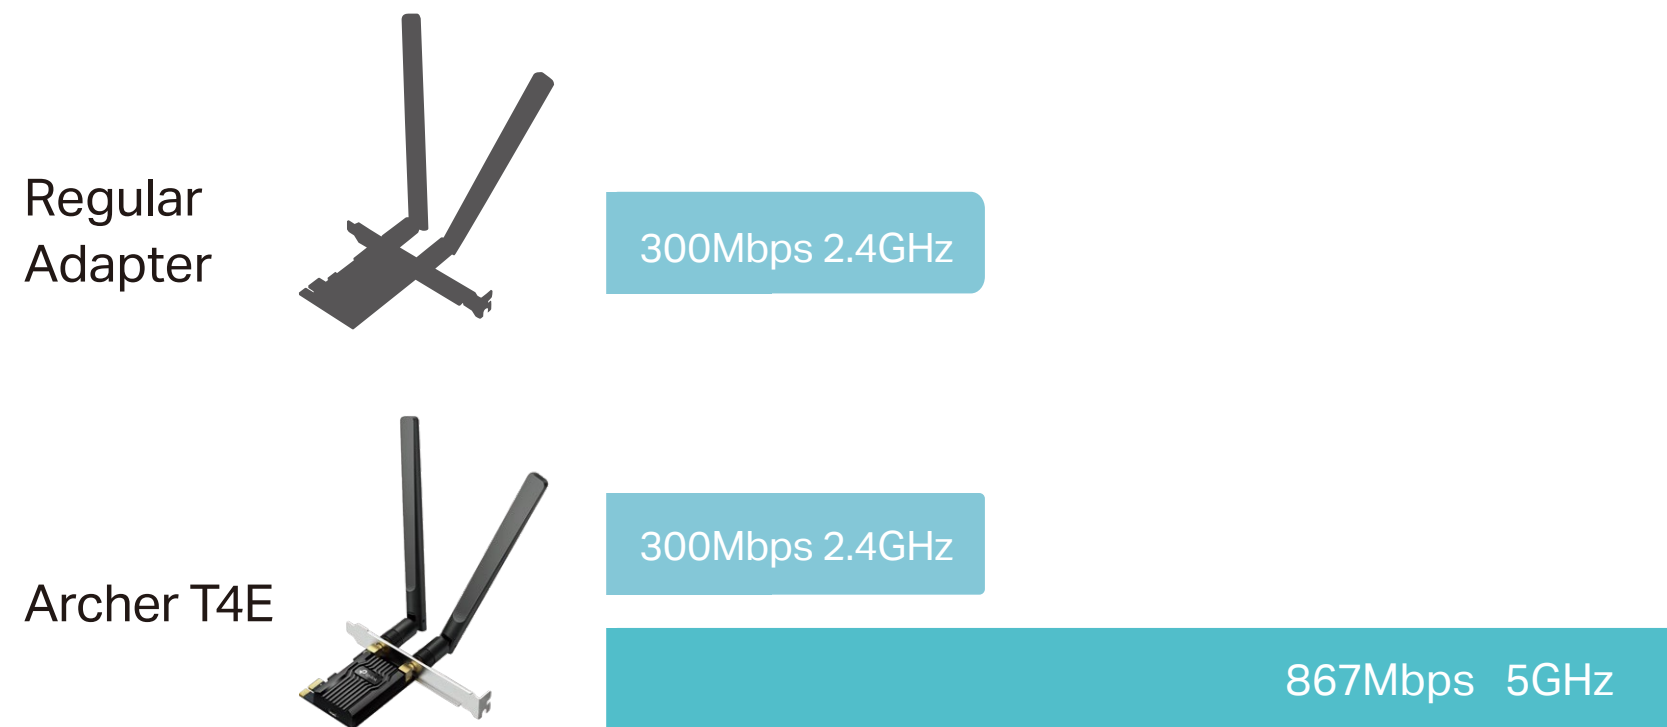 Regular
Adapter
300Mbps 2.4GHz
300Mbps 2.4GHz
Archer T4E
867Mbps 5GHz